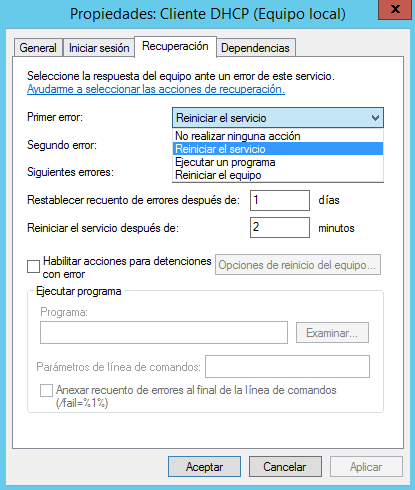 Propiedades: Cliente DHCP (Equipo local)
x
General Iniciar sesión Recuperación Dependencias
Seleccione la respuesta del equipo ante un error de este servicio.
Ayudarme a seleccionar las acciones de recuperación.
Primer error: Reiniciar el servicio
No realizar ninguna acción
Segundo error: Reiniciar el servicio
Ejecutar un programa
Siguientes errores: Reiniciar el equipo
Restablecer recuento de errores después de: 1 días
Reiniciar el servicio después de: 2 minutos
Habilitar acciones para detenciones con error
Opciones de reinicio del equipo...
Ejecutar programa
Programa:
Examinar...
Parámetros de línea de comandos:
Anexar recuento de errores al final de la línea de comandos
(/fail=%1%)
Aceptar Cancelar Aplicar